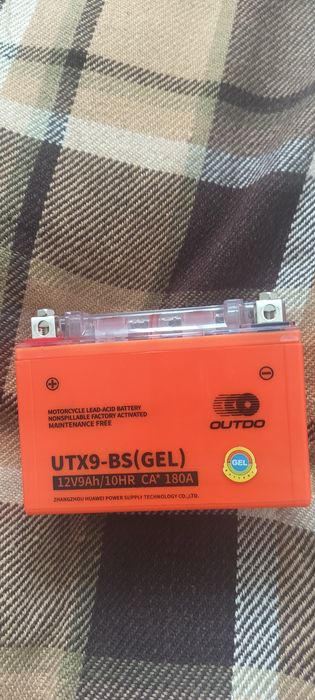 MOTORCYCLE LEAD-ACID BATTERY
NONSPILLABLE FACTORY ACTIVATED
MAINTENANCE FREE
OUTDO
UTX9-BS(GEL)
GEL
12V9Ah/10HR CA* 180A
ZHANGZHOU HUAWEI POWER SUPPLY TECHNOLOGY CO.,LTD.